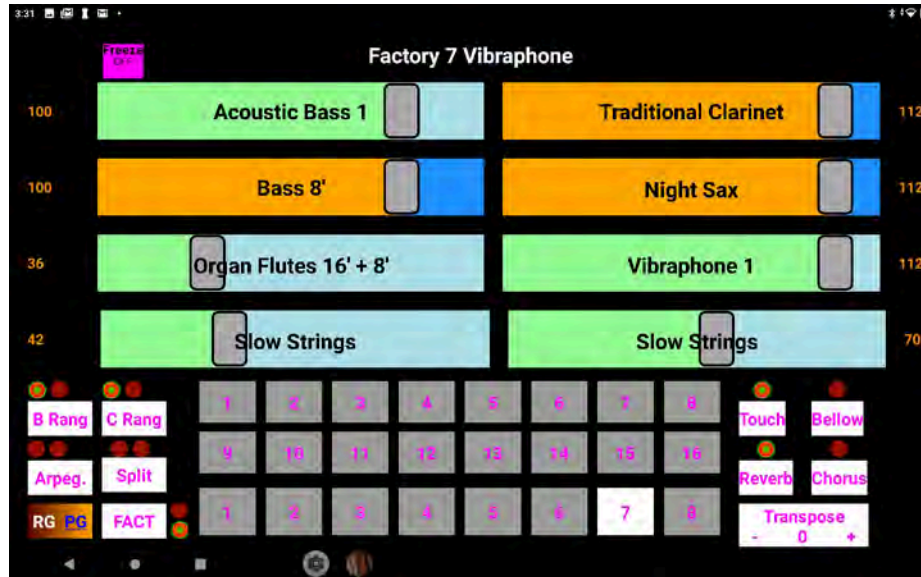 3:31
Freeze
OFF
Factory 7 Vibraphone
100 Acoustic Bass 1 Traditional Clarinet 112
100 Bass 8' Night Sax 112
36 Organ Flutes 16' + 8' Vibraphone 1 112
42 Slow Strings Slow Strings 70
B Rang C Rang 1 2 3 4 5 6 7 8 Touch Bellow
Arpeg. Split 9 10 11 12 13 14 15 16 Reverb Chorus
RG PG FACT 1 2 3 4 5 6 7 8 Transpose
- 0 +